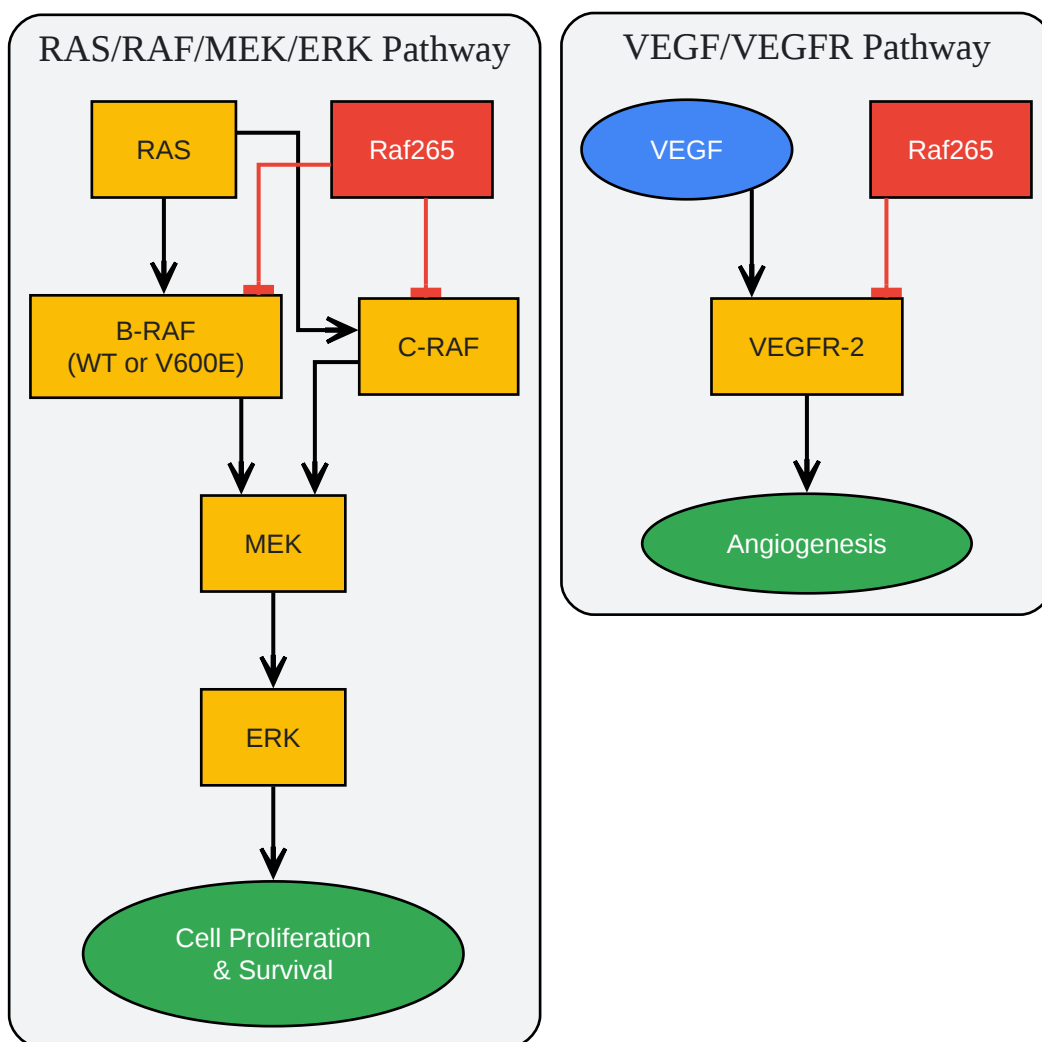 RAS/RAF/MEK/ERK Pathway
RAS
Raf265
B-RAF
(WT or V600E)
C-RAF
MEK
ERK
Cell Proliferation
& Survival
VEGF/VEGFR Pathway
VEGF
Raf265
VEGFR-2
Angiogenesis